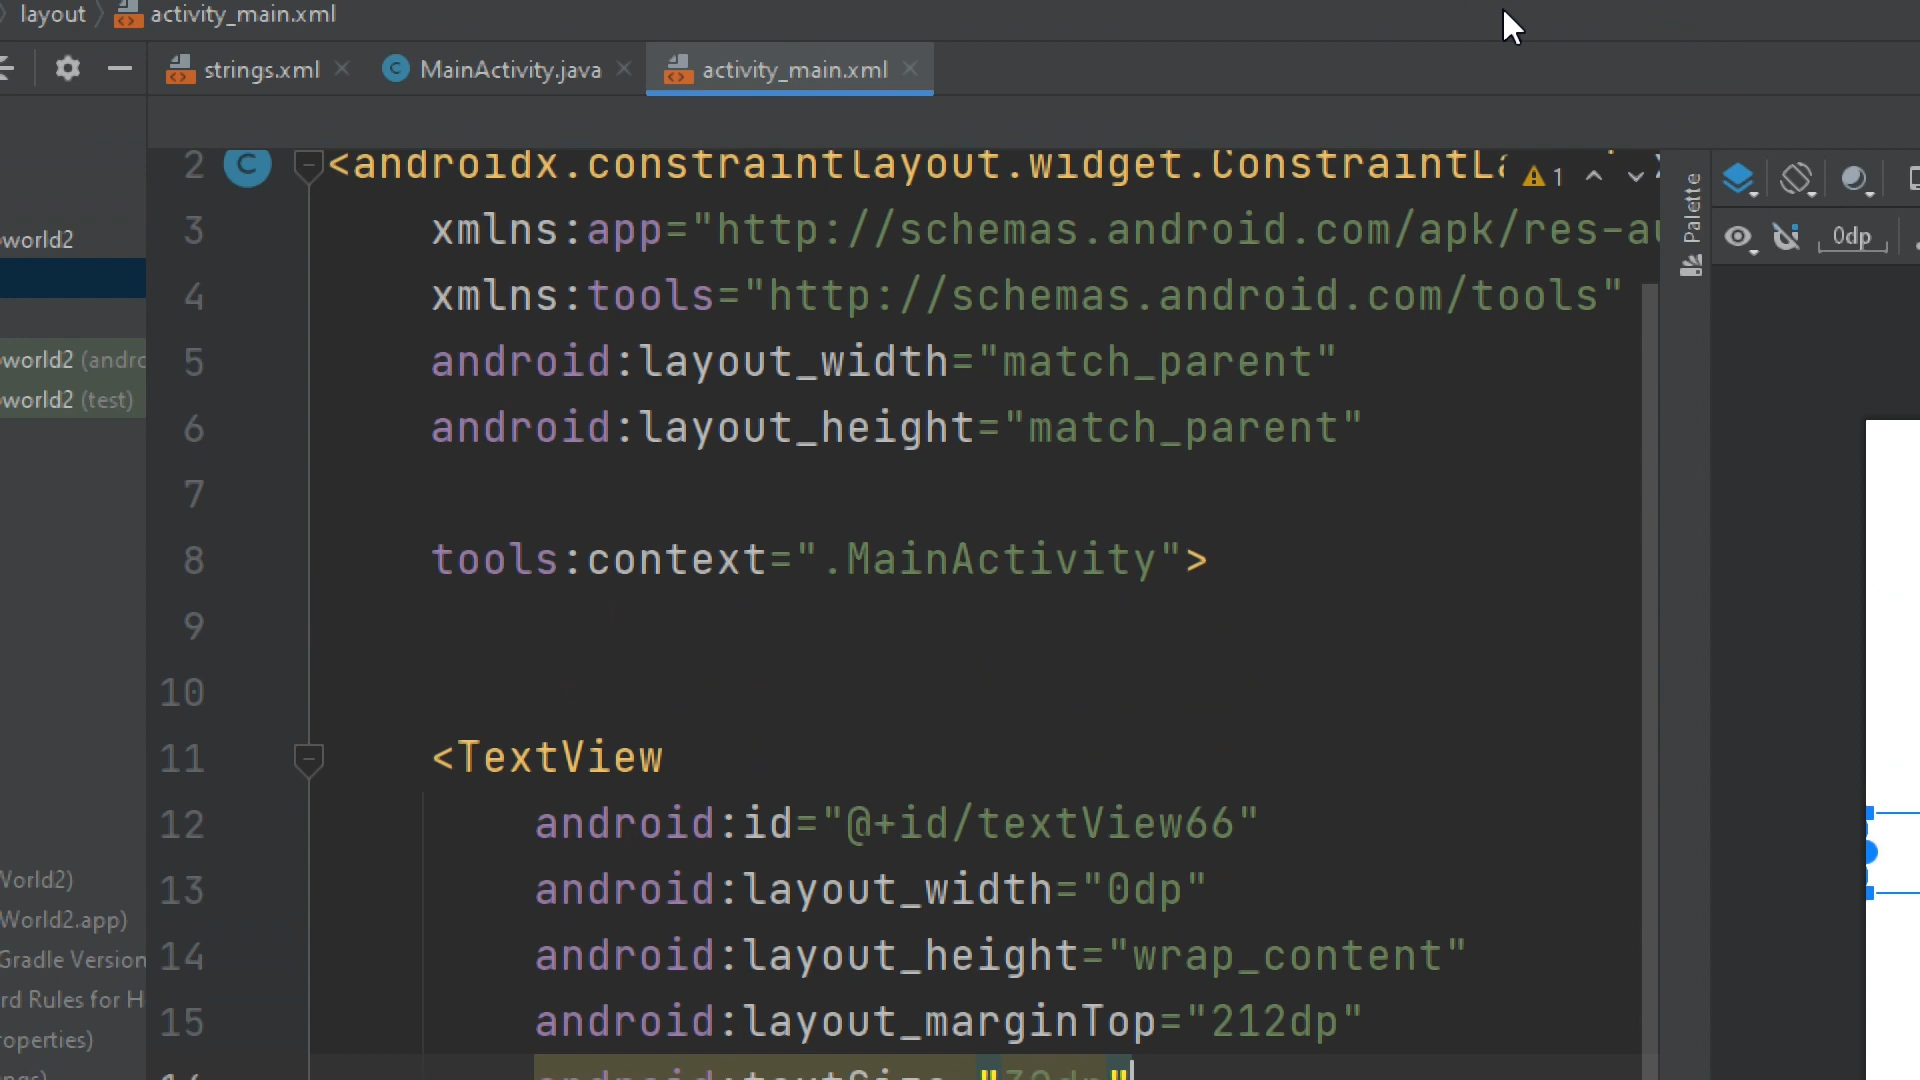 layout activity_main.xml
strings.xml MainActivity.java activity_main.xml
2 <androidx.constraintlayout.widget.ConstraintLa 1
3 xmlns:app="http://schemas.android.com/apk/res-au
4 xmlns:tools="http://schemas.android.com/tools"
5 android:layout_width="match_parent"
6 android:layout_height="match_parent"
7
8 tools:context=".MainActivity">
9
10
11 <TextView
12 android:id="@+id/textView66"
13 android:layout_width="0dp"
14 android:layout_height="wrap_content"
15 android:layout_marginTop="212dp"
world2
world2 (andro
world2 (test)
World2)
World2.app)
Gradle Version
rd Rules for H
roperties)
Palette
0dp